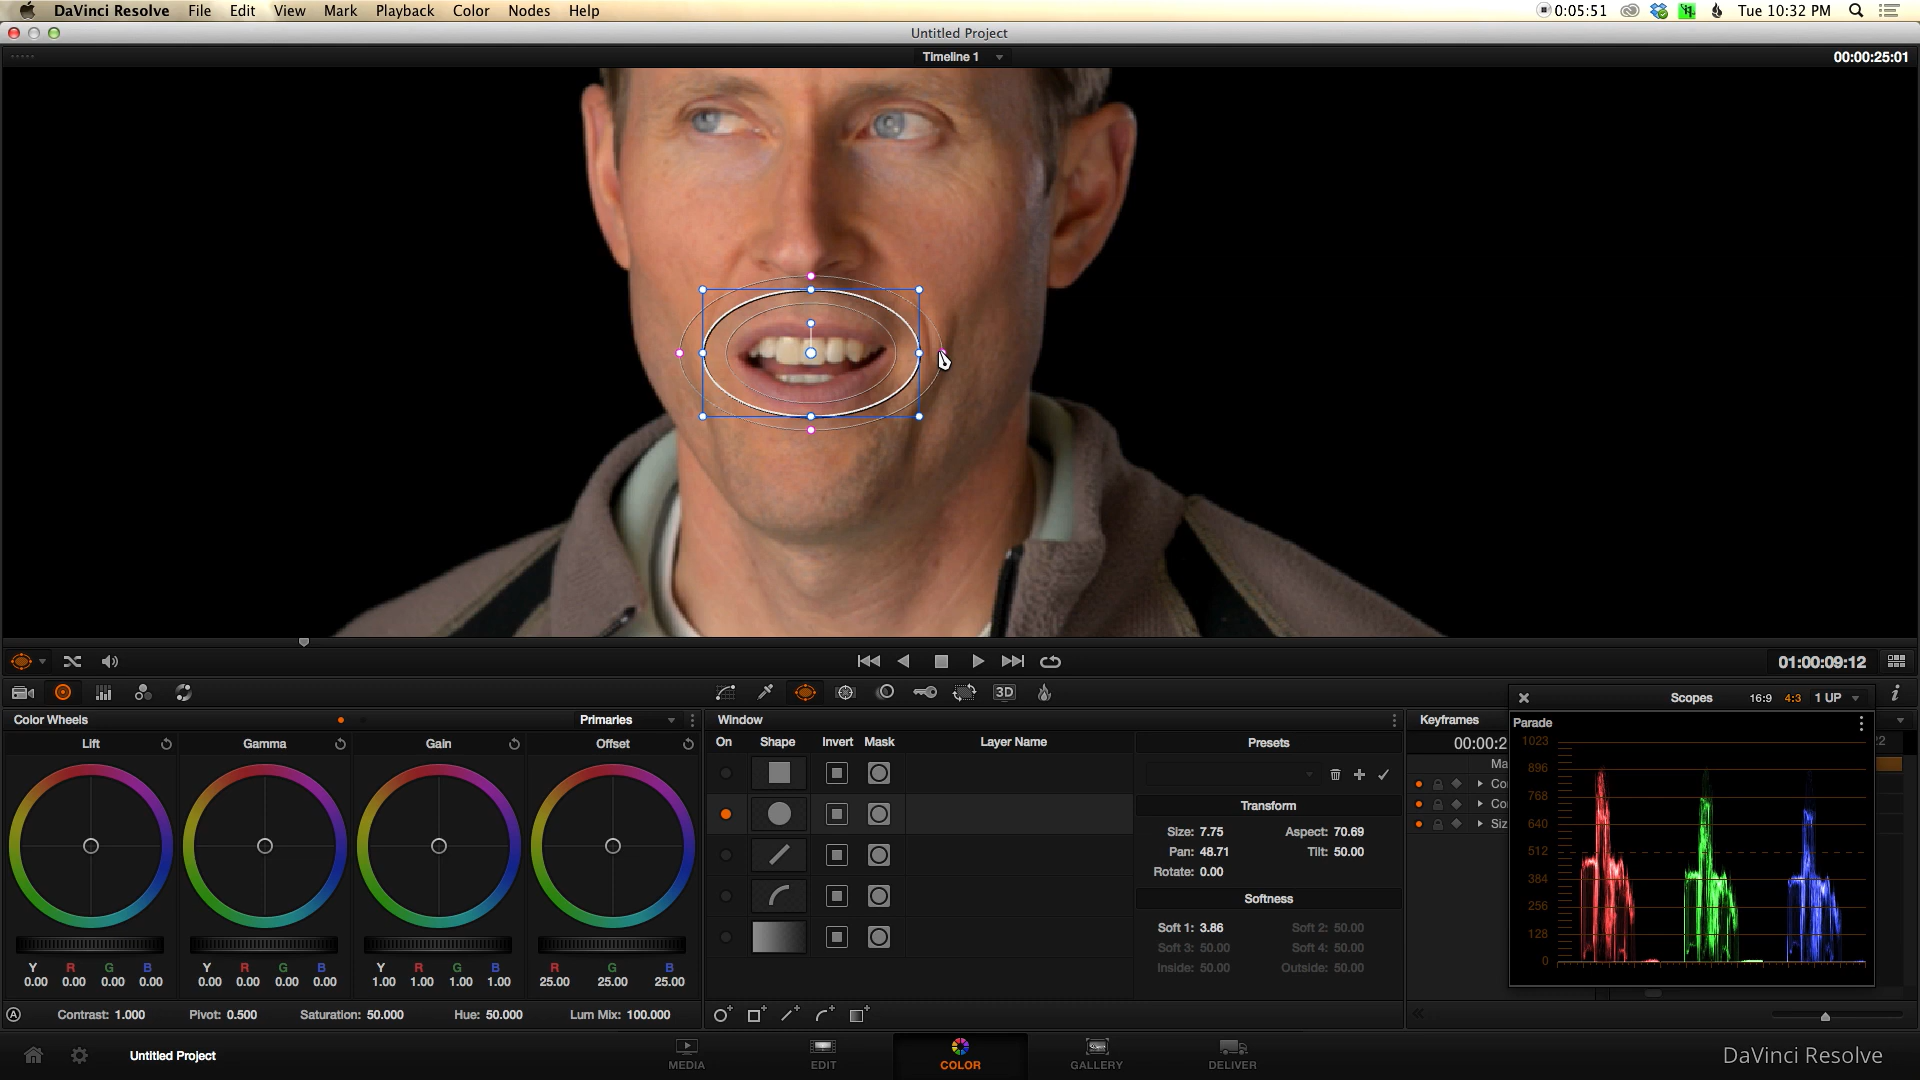 DaVinci Resolve File Edit View Mark Playback Color Nodes Help 0:05:51 Tue 10:32 PM
Untitled Project
Timeline 1 00:00:25:01
01:00:09:12
3D
Scopes 16:9 4:3 1 UP
Color Wheels Primaries
Window
Keyframes
Parade
Lift Gamma Gain Offset
On Shape Invert Mask Layer Name
Presets
00:00:2
22
Ma
Co
Co
Siz
Transform
Size: 7.75 Aspect: 70.69
Pan: 48.71 Tilt: 50.00
Rotate: 0.00
Softness
Soft 1: 3.86 Soft 2: 50.00
Soft 3: 50.00 Soft 4: 50.00
Inside: 50.00 Outside: 50.00
1023
896
768
640
512
384
256
128
0
Y R G B Y R G B Y R G B R G B
0.00 0.00 0.00 0.00 0.00 0.00 0.00 0.00 1.00 1.00 1.00 1.00 25.00 25.00 25.00
A Contrast: 1.000 Pivot: 0.500 Saturation: 50.000 Hue: 50.000 Lum Mix: 100.000
Untitled Project
MEDIA EDIT COLOR GALLERY DELIVER
DaVinci Resolve